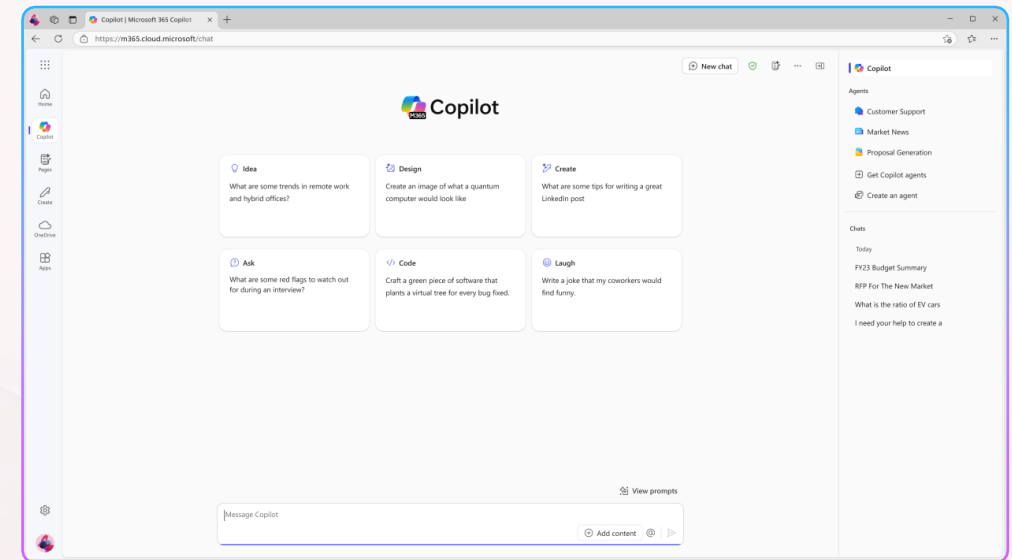 Copilot | Microsoft 365 Copilot
https://m365.cloud.microsoft/chat
Home
Copilot
Pages
Create
OneDrive
Apps
New chat
M365
Copilot
Idea
What are some trends in remote work
and hybrid offices?
Design
Create an image of what a quantum
computer would look like
Create
What are some tips for writing a great
LinkedIn post
Ask
What are some red flags to watch out
for during an interview?
Code
Craft a green piece of software that
plants a virtual tree for every bug fixed.
Laugh
Write a joke that my coworkers would
find funny.
View prompts
Message Copilot
Add content
Copilot
Agents
Customer Support
Market News
Proposal Generation
Get Copilot agents
Create an agent
Chats
Today
FY23 Budget Summary
RFP For The New Market
What is the ratio of EV cars
I need your help to create a